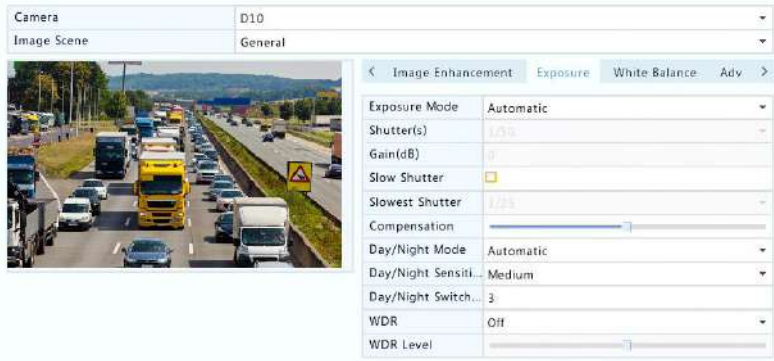 Camera D10
Image Scene General
< Image Enhancement Exposure White Balance Adv >
Exposure Mode Automatic
Shutter(s) 1/50
Gain(dB) 0
Slow Shutter
Slowest Shutter 1/25
Compensation
Day/Night Mode Automatic
Day/Night Sensiti... Medium
Day/Night Switch... 3
WDR Off
WDR Level